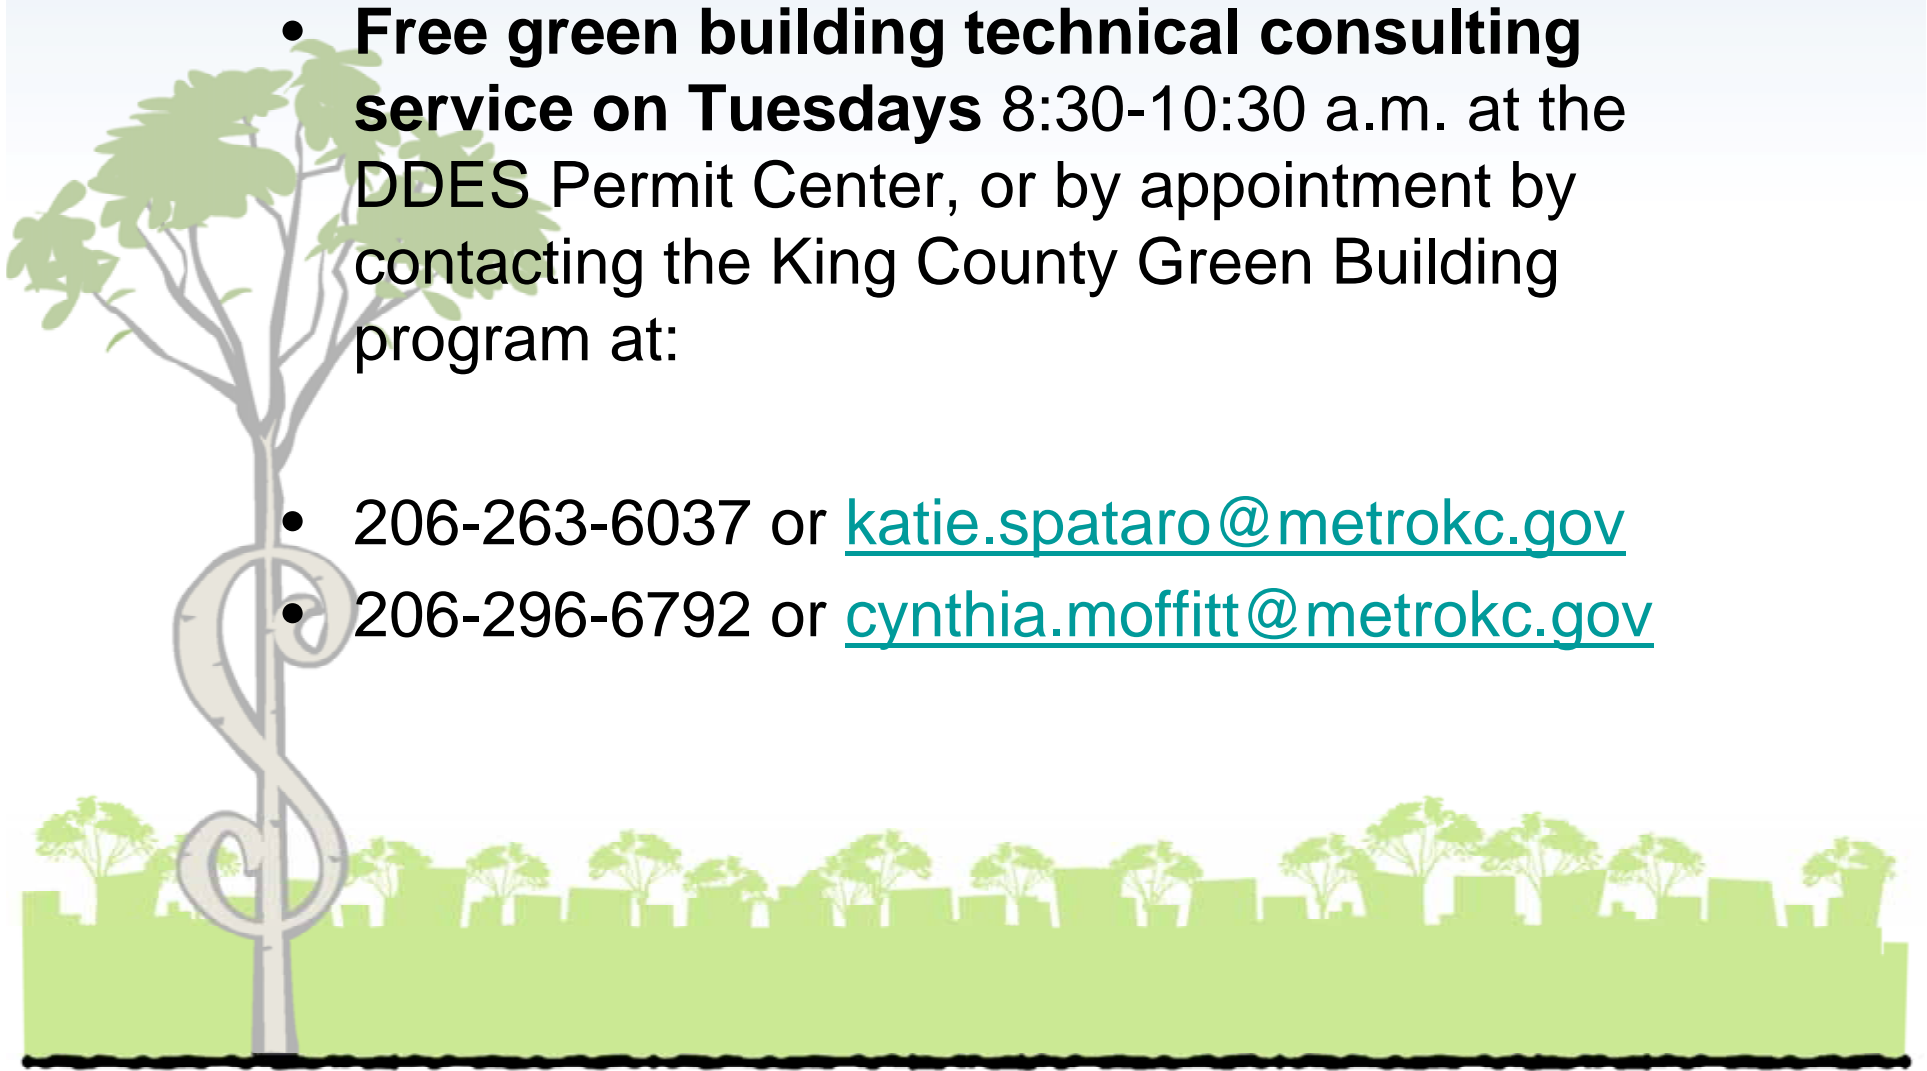 • Free green building technical consulting
service on Tuesdays 8:30-10:30 a.m. at the
DDES Permit Center, or by appointment by
contacting the King County Green Building
program at:
• 206-263-6037 or katie.spataro@metrokc.gov
• 206-296-6792 or cynthia.moffitt@metrokc.gov